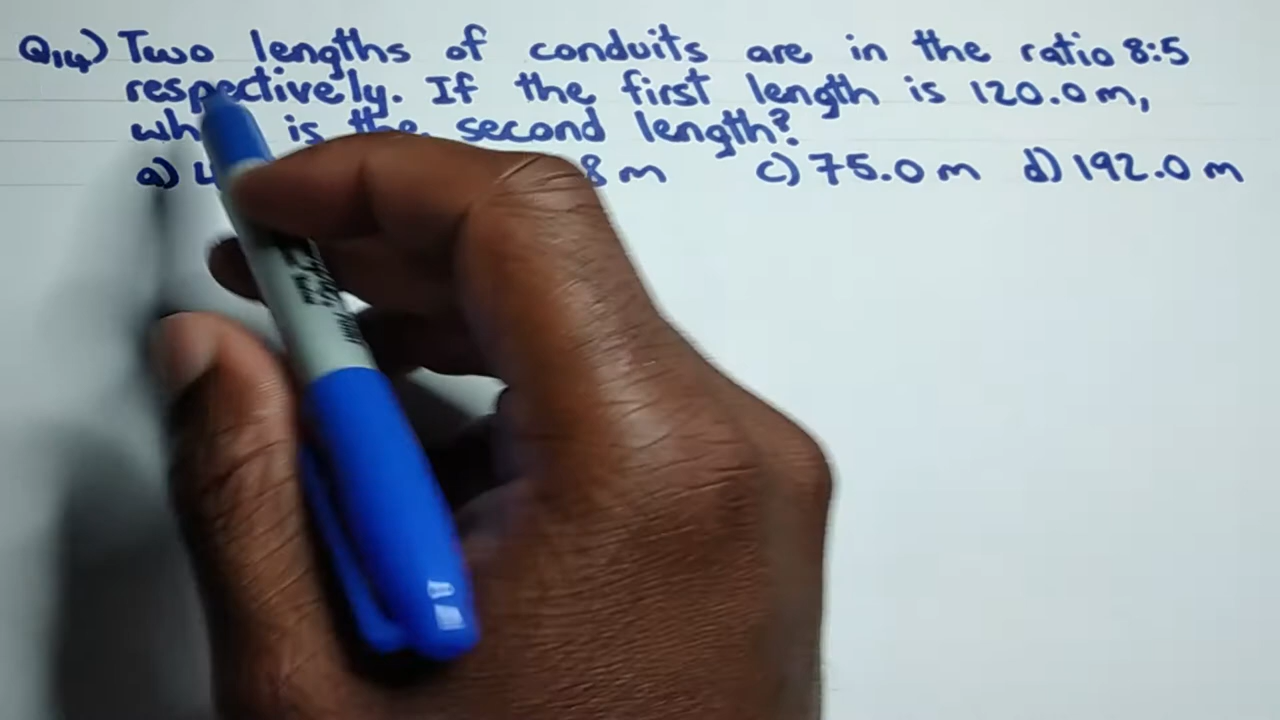 Q14) Two lengths of conduits are in the ratio 8:5
respectively. If the first length is 120.0 m,
is the second length?
a) 8 m c) 75.0 m d) 192.0 m